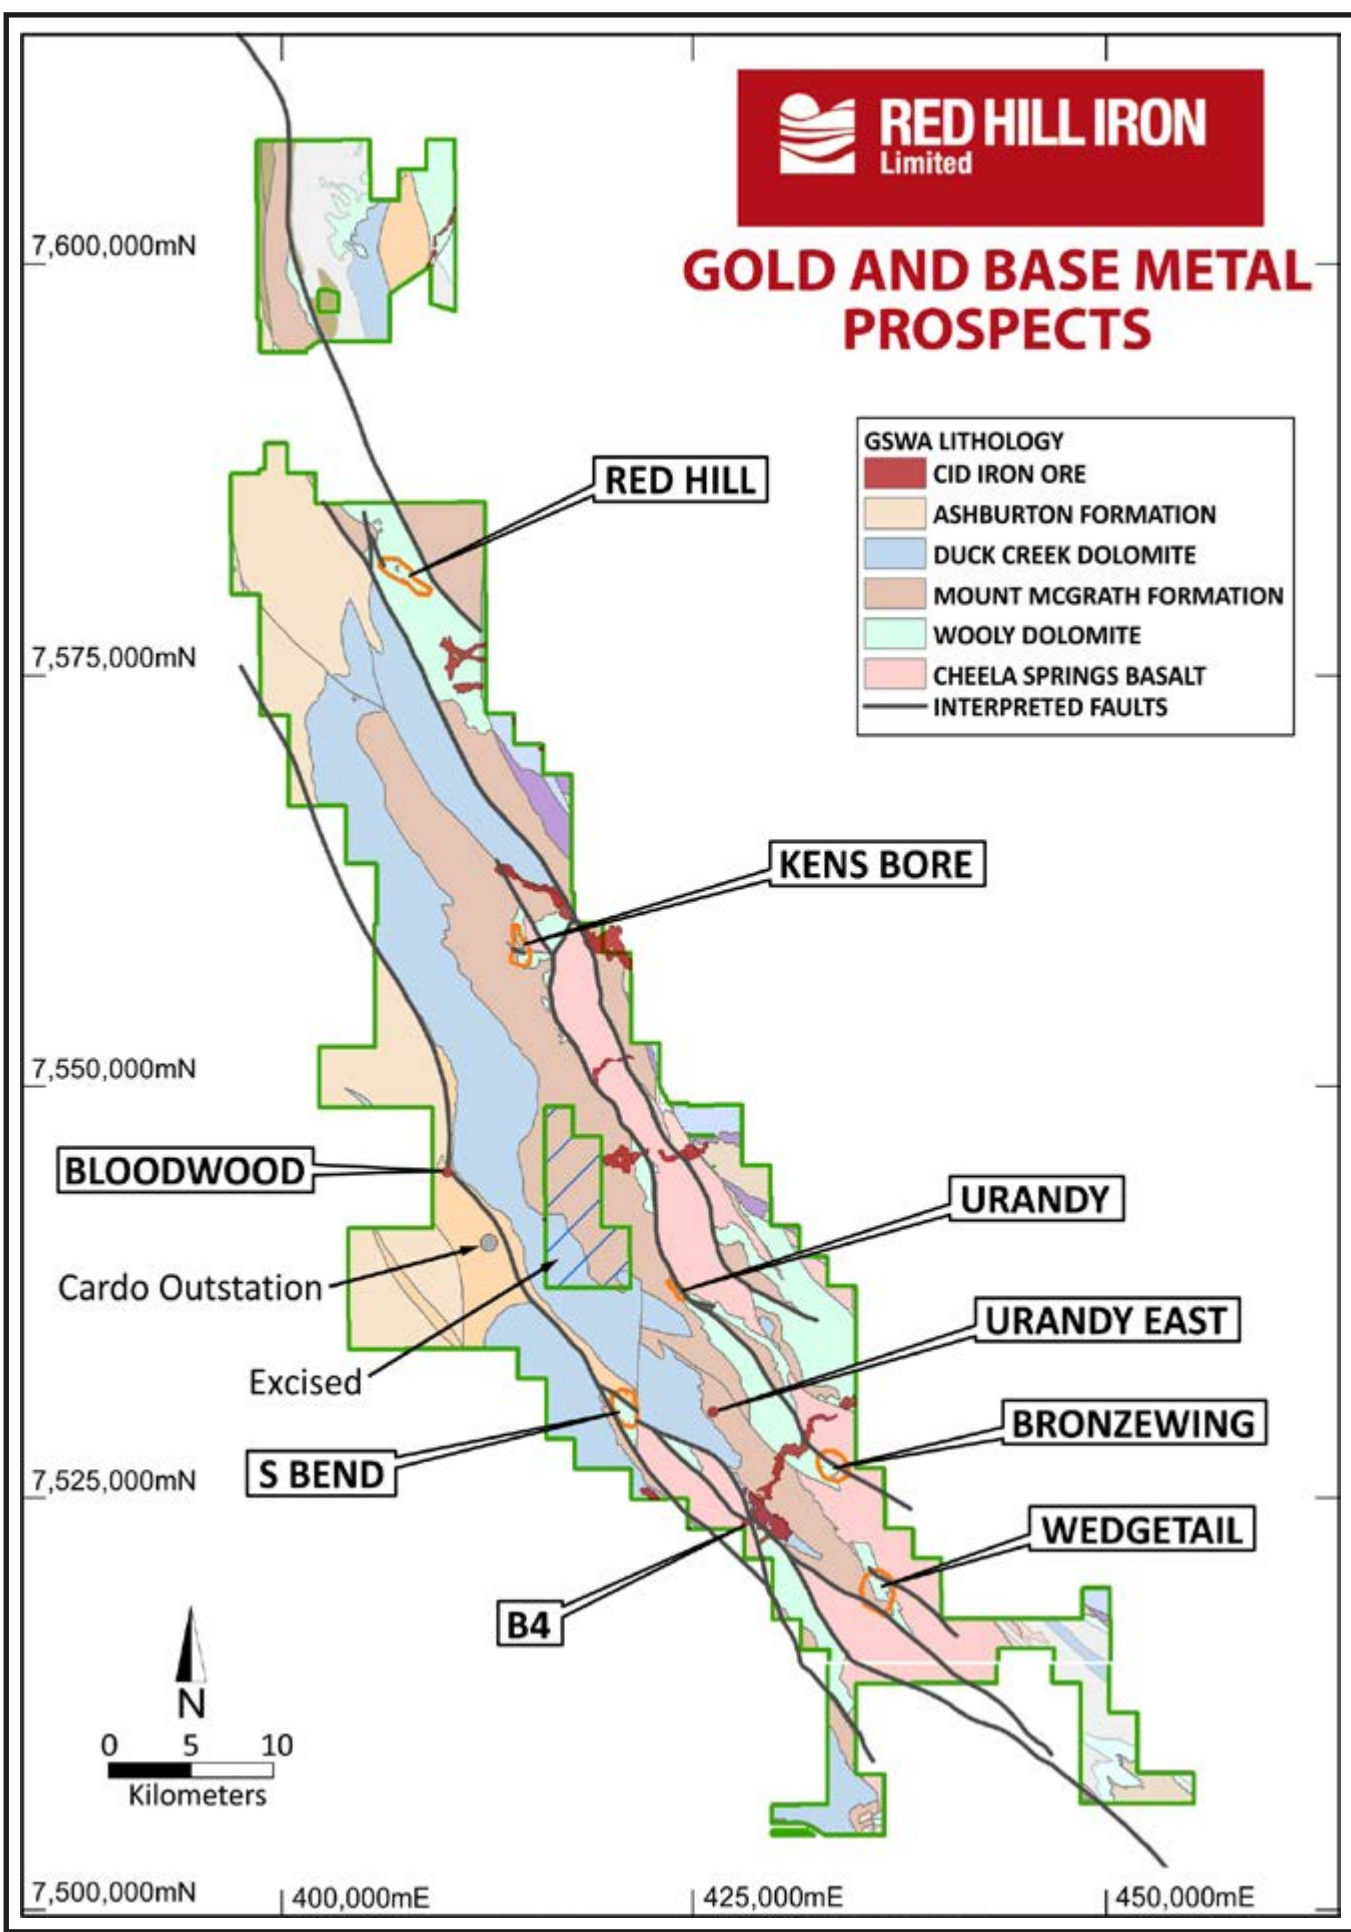 RED HILL IRON
Limited
7,600,000mN
GOLD AND BASE METAL
PROSPECTS
GSWA LITHOLOGY
CID IRON ORE
ASHBURTON FORMATION
DUCK CREEK DOLOMITE
MOUNT MCGRATH FORMATION
WOOLY DOLOMITE
CHEELA SPRINGS BASALT
INTERPRETED FAULTS
RED HILL
7,575,000mN
KENS BORE
7,550,000mN
BLOODWOOD
URANDY
Cardo Outstation
URANDY EAST
Excised
BRONZEWING
S BEND
7,525,000mN
WEDGETAIL
B4
N
0 5 10
Kilometers
7,500,000mN
400,000mE
425,000mE
450,000mE